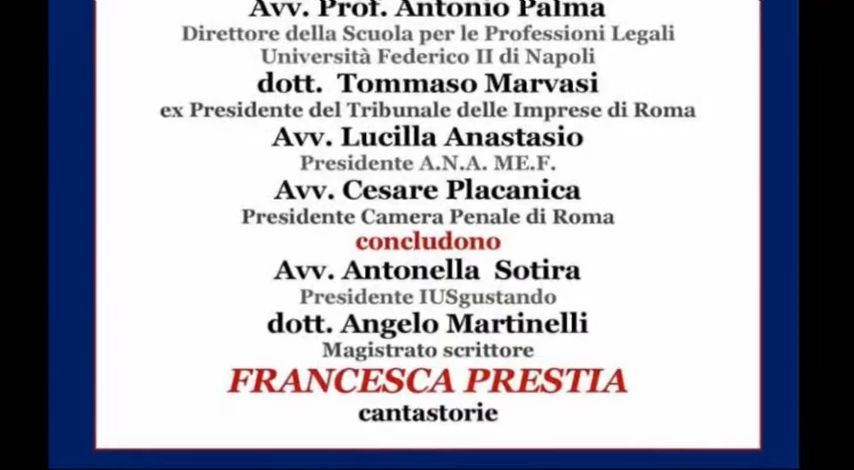 Avv. Prof. Antonio Palma
Direttore della Scuola per le Professioni Legali
Università Federico II di Napoli
dott. Tommaso Marvasi
ex Presidente del Tribunale delle Imprese di Roma
Avv. Lucilla Anastasio
Presidente A.N.A. ME.F.
Avv. Cesare Placanica
Presidente Camera Penale di Roma
concludono
Avv. Antonella Sotira
Presidente IUSgustando
dott. Angelo Martinelli
Magistrato scrittore
FRANCESCA PRESTIA
cantastorie